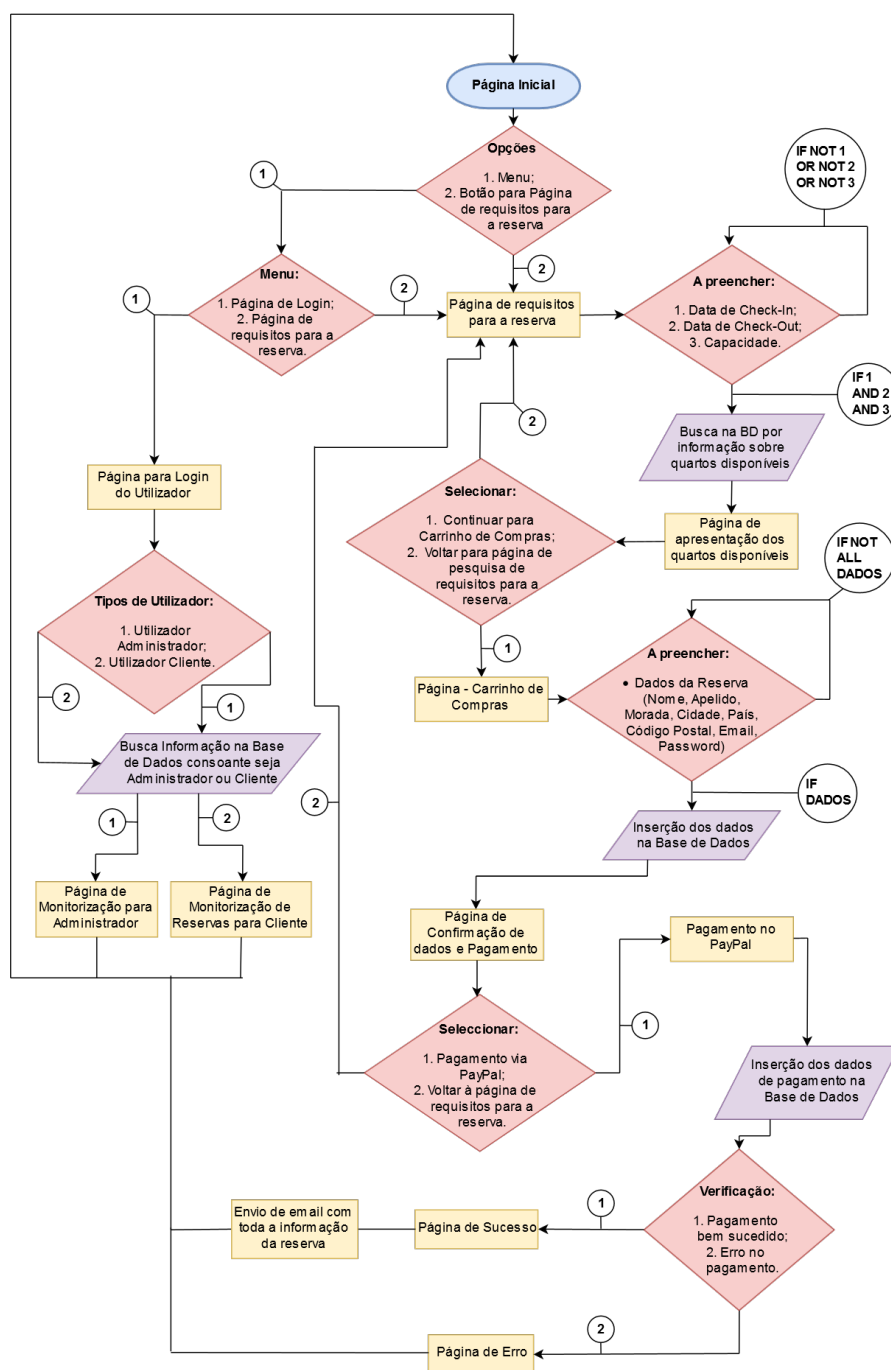 Página Inicial
Opções
1. Menu;
2. Botão para Página
de requisitos para
a reserva
IF NOT 1
OR NOT 2
OR NOT 3
1
2
Menu:
1. Página de Login;
2. Página de
requisitos para a
reserva.
1
2
Página de requisitos
para a reserva
A preencher:
1. Data de Check-In;
2. Data de Check-Out;
3. Capacidade.
IF 1
AND 2
AND 3
Busca na BD por
informação sobre
quartos disponíveis
Página de
apresentação dos
quartos disponíveis
2
Selecionar:
1. Continuar para
Carrinho de Compras;
2. Voltar para página de
pesquisa de
requisitos para a
reserva.
1
Página para Login
do Utilizador
Tipos de Utilizador:
1. Utilizador
Administrador;
2. Utilizador Cliente.
2
1
Busca Informação na Base
de Dados consoante seja
Administrador ou Cliente
1
2
Página de
Monitorização para
Administrador
Página de
Monitorização de
Reservas para Cliente
Página - Carrinho de
Compras
IF NOT
ALL
DADOS
A preencher:
• Dados da Reserva
(Nome, Apelido,
Morada, Cidade, País,
Código Postal, Email,
Password)
IF
DADOS
Inserção dos dados
na Base de Dados
Página de
Confirmação de
dados e Pagamento
2
Seleccionar:
1. Pagamento via
PayPal;
2. Voltar à página de
requisitos para a
reserva.
1
Pagamento no
PayPal
Inserção dos dados
de pagamento na
Base de Dados
Verificação:
1. Pagamento
bem sucedido;
2. Erro no
pagamento.
1
Página de Sucesso
Envio de email com
toda a informação
da reserva
2
Página de Erro